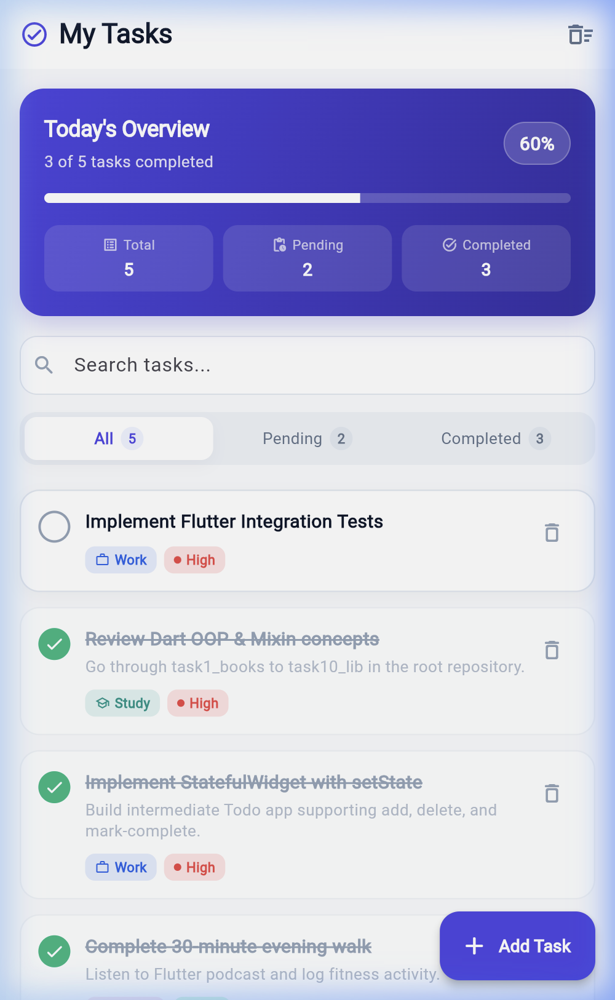 My Tasks
Today's Overview
60%
3 of 5 tasks completed
Total
5
Pending
2
Completed
3
Search tasks...
All 5
Pending 2
Completed 3
Implement Flutter Integration Tests
Work High
Review Dart OOP & Mixin concepts
Go through task1_books to task10_lib in the root repository.
Study High
Implement StatefulWidget with setState
Build intermediate Todo app supporting add, delete, and
mark-complete.
Work High
Complete 30-minute evening walk
Listen to Flutter podcast and log fitness activity.
Add Task